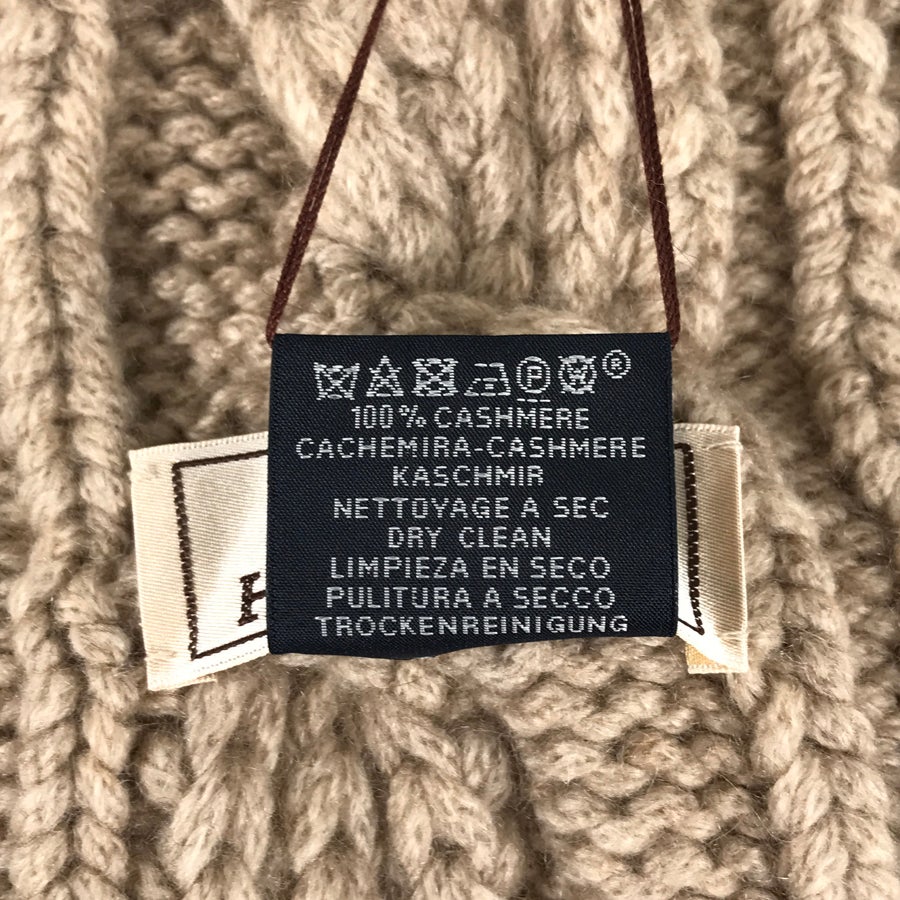 P W ®
100% CASHMERE
CACHEMIRA-CASHMERE
KASCHMIR
NETTOYAGE A SEC
DRY CLEAN
LIMPIEZA EN SECO
H
PULITURA A SECCO
TROCKENREINIGUNG